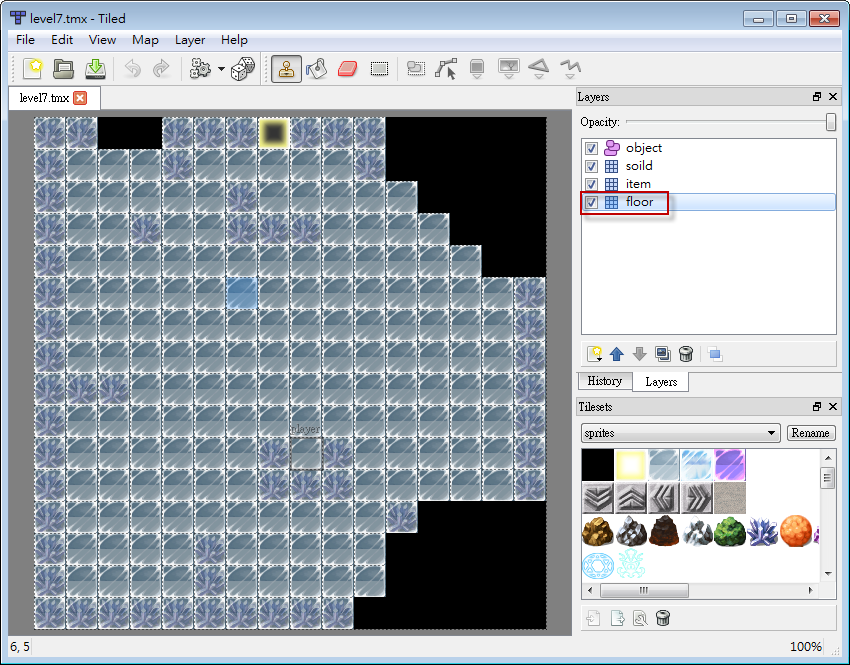 level7.tmx - Tiled
File Edit View Map Layer Help
level7.tmx
Layers
Opacity:
object
soild
item
floor
History Layers
Tilesets
sprites Rename
player
6, 5 100%